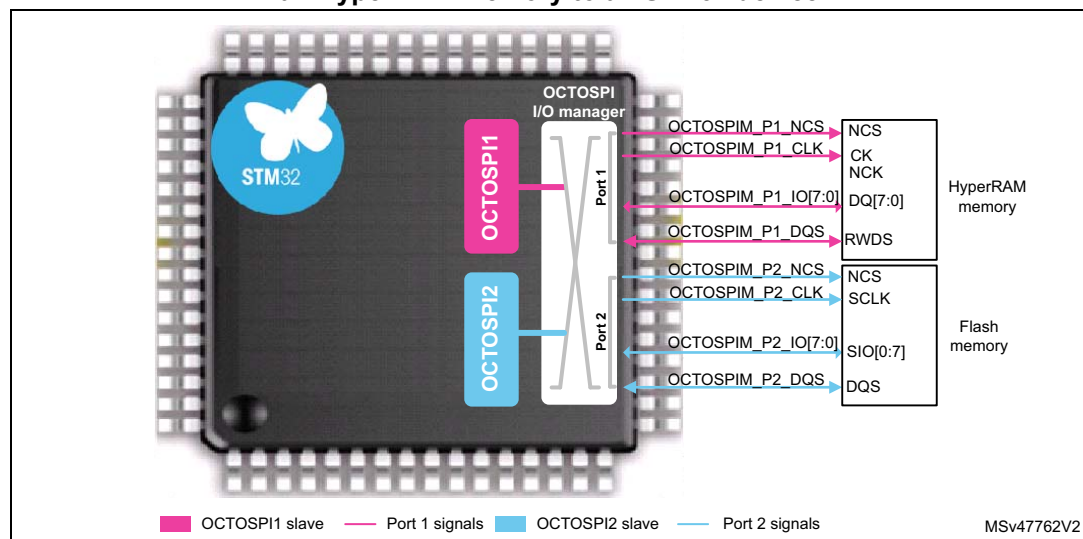 STM32
OCTOSPI
I/O manager
OCTOSPI1
OCTOSPI2
Port 1
Port 2
OCTOSPIM_P1_NCS
OCTOSPIM_P1_CLK
OCTOSPIM_P1_IO[7:0]
OCTOSPIM_P1_DQS
OCTOSPIM_P2_NCS
OCTOSPIM_P2_CLK
OCTOSPIM_P2_IO[7:0]
OCTOSPIM_P2_DQS
NCS
CK
NCK
DQ[7:0]
RWDS
HyperRAM
memory
NCS
SCLK
SIO[0:7]
DQS
Flash
memory
OCTOSPI1 slave
Port 1 signals
OCTOSPI2 slave
Port 2 signals
MSv47762V2